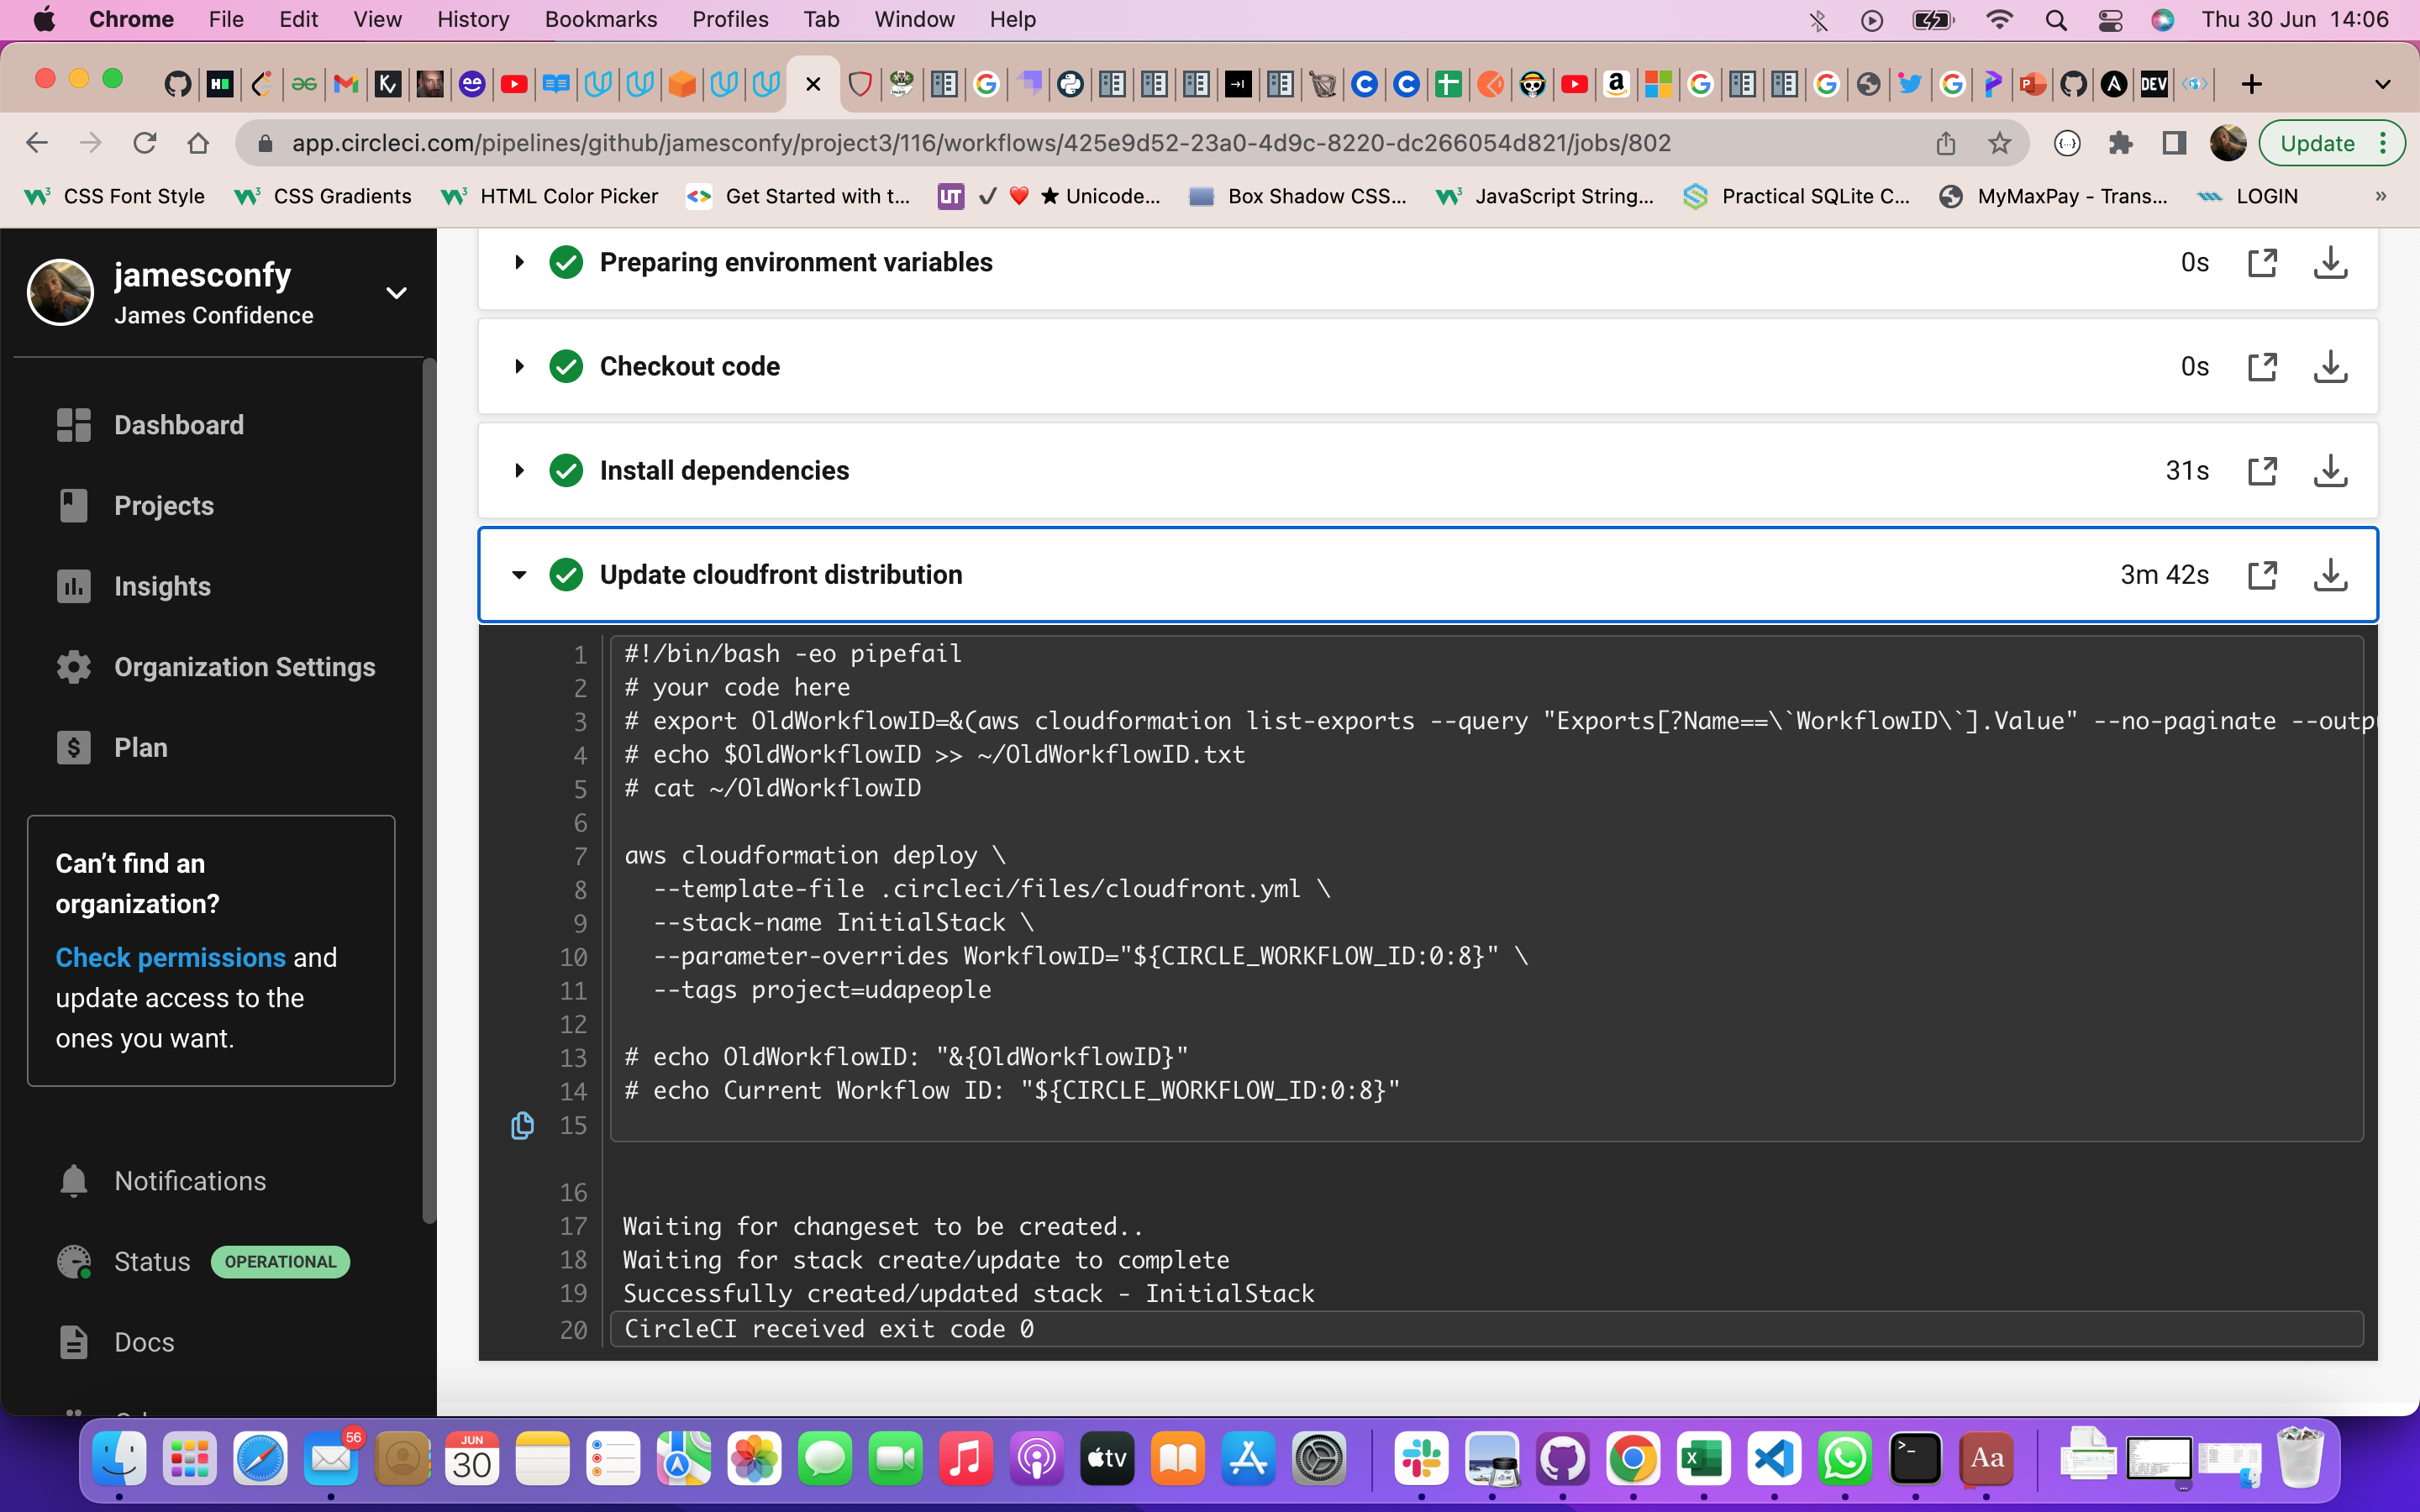 Chrome File Edit View History Bookmarks Profiles Tab Window Help Thu 30 Jun 14:06
app.circleci.com/pipelines/github/jamesconfy/project3/116/workflows/425e9d52-23a0-4d9c-8220-dc266054d821/jobs/802 Update
CSS Font Style CSS Gradients HTML Color Picker Get Started with t... UT ✓ ❤️ ★ Unicode... Box Shadow CSS... JavaScript String... Practical SQLite C... MyMaxPay - Trans... LOGIN »
jamesconfy
James Confidence
Dashboard
Projects
Insights
Organization Settings
Plan
Can't find an
organization?
Check permissions and
update access to the
ones you want.
Notifications
Status OPERATIONAL
Docs
Preparing environment variables 0s
Checkout code 0s
Install dependencies 31s
Update cloudfront distribution 3m 42s
1 #!/bin/bash -eo pipefail
2 # your code here
3 # export OldWorkflowID=&(aws cloudformation list-exports --query "Exports[?Name==\`WorkflowID\`].Value" --no-paginate --outp
4 # echo $OldWorkflowID >> ~/OldWorkflowID.txt
5 # cat ~/OldWorkflowID
6
7 aws cloudformation deploy \
8 --template-file .circleci/files/cloudfront.yml \
9 --stack-name InitialStack \
10 --parameter-overrides WorkflowID="${CIRCLE_WORKFLOW_ID:0:8}" \
11 --tags project=udapeople
12
13 # echo OldWorkflowID: "&{OldWorkflowID}"
14 # echo Current Workflow ID: "${CIRCLE_WORKFLOW_ID:0:8}"
15
16
17 Waiting for changeset to be created..
18 Waiting for stack create/update to complete
19 Successfully created/updated stack - InitialStack
20 CircleCI received exit code 0
56
JUN
30
tv
Aa